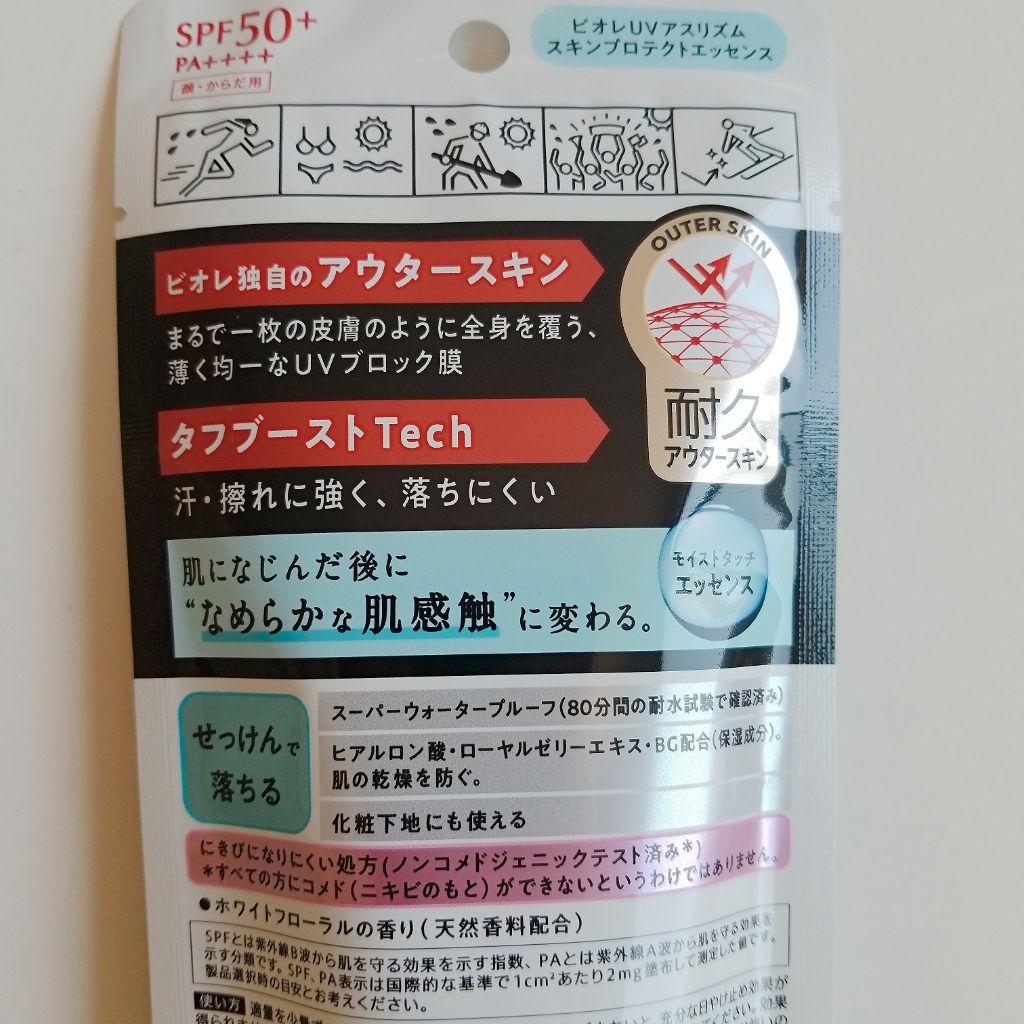 SPF50+
PA++++
顔・からだ用
ビオレUVアスリズム
スキンプロテクトエッセンス
OUTER SKIN
ビオレ独自のアウタースキン
まるで一枚の皮膚のように全身を覆う、
薄く均一なUVブロック膜
耐久
アウタースキン
タフブーストTech
汗・擦れに強く、落ちにくい
肌になじんだ後に
“なめらかな肌感触”に変わる。
モイストタッチ
エッセンス
せっけんで
落ちる
スーパーウォータープルーフ(80分間の耐水試験で確認済み)
ヒアルロン酸・ローヤルゼリーエキス・BG配合(保湿成分)。
肌の乾燥を防ぐ。
化粧下地にも使える
にきびになりにくい処方(ノンコメドジェニックテスト済み*)
*すべての方にコメド(ニキビのもと)ができないというわけではありません。
●ホワイトフローラルの香り(天然香料配合)
SPFとは紫外線B波から肌を守る効果を示す指数、PAとは紫外線A波から肌を守る効果を
示す分類です。SPF、PA表示は国際的な基準で1cm²あたり2mg塗布して測定した値です。
製品選択時の目安とお考えください。
使い方 適量を少量ず 充分な日やけ止め効果が